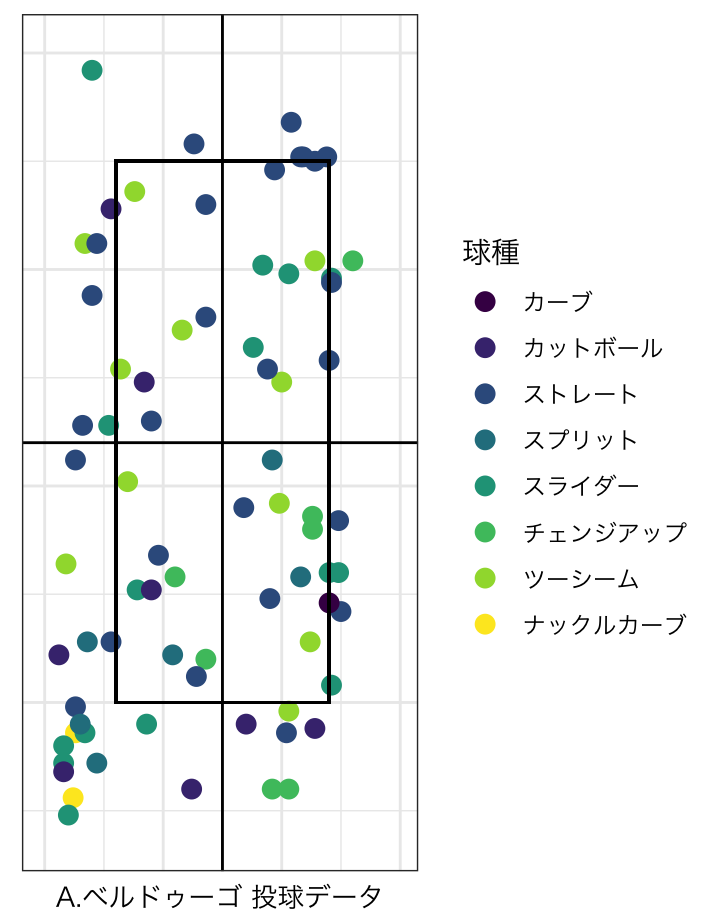 球種
カーブ
カットボール
ストレート
スプリット
スライダー
チェンジアップ
ツーシーム
ナックルカーブ
A.ベルドゥーゴ 投球データ